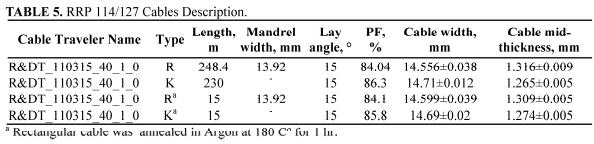 TABLE 5. RRP 114/127 Cables Description.
Cable Traveler Name Type Length, m Mandrel width, mm Lay angle, ° PF, % Cable width, mm Cable mid-thickness, mm
R&DT_110315_40_1_0 R 248.4 13.92 15 84.04 14.556±0.038 1.316±0.009
R&DT_110315_40_1_0 K 230 - 15 86.3 14.71±0.012 1.265±0.005
R&DT_110315_40_1_0 Rª 15 13.92 15 84.1 14.599±0.039 1.309±0.005
R&DT_110315_40_1_0 Kª 15 - 15 85.8 14.69±0.02 1.274±0.005
ª Rectangular cable was annealed in Argon at 180 Cº for 1 hr.